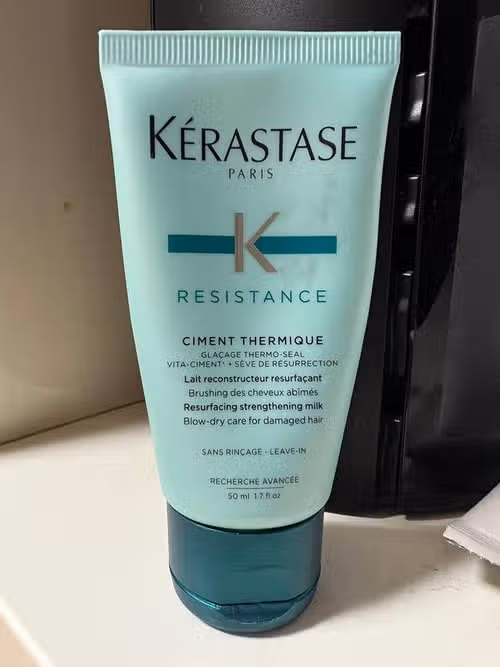 KÉRASTASE
PARIS
K
RESISTANCE
CIMENT THERMIQUE
GLAÇAGE THERMO-SEAL
VITA-CIMENT* + SÈVE DE RÉSURRECTION
Lait reconstructeur resurfaçant
Brushing des cheveux abîmés
Resurfacing strengthening milk
Blow-dry care for damaged hair
SANS RINÇAGE - LEAVE-IN
RECHERCHE AVANCÉE
50 ml 1.7 fl oz